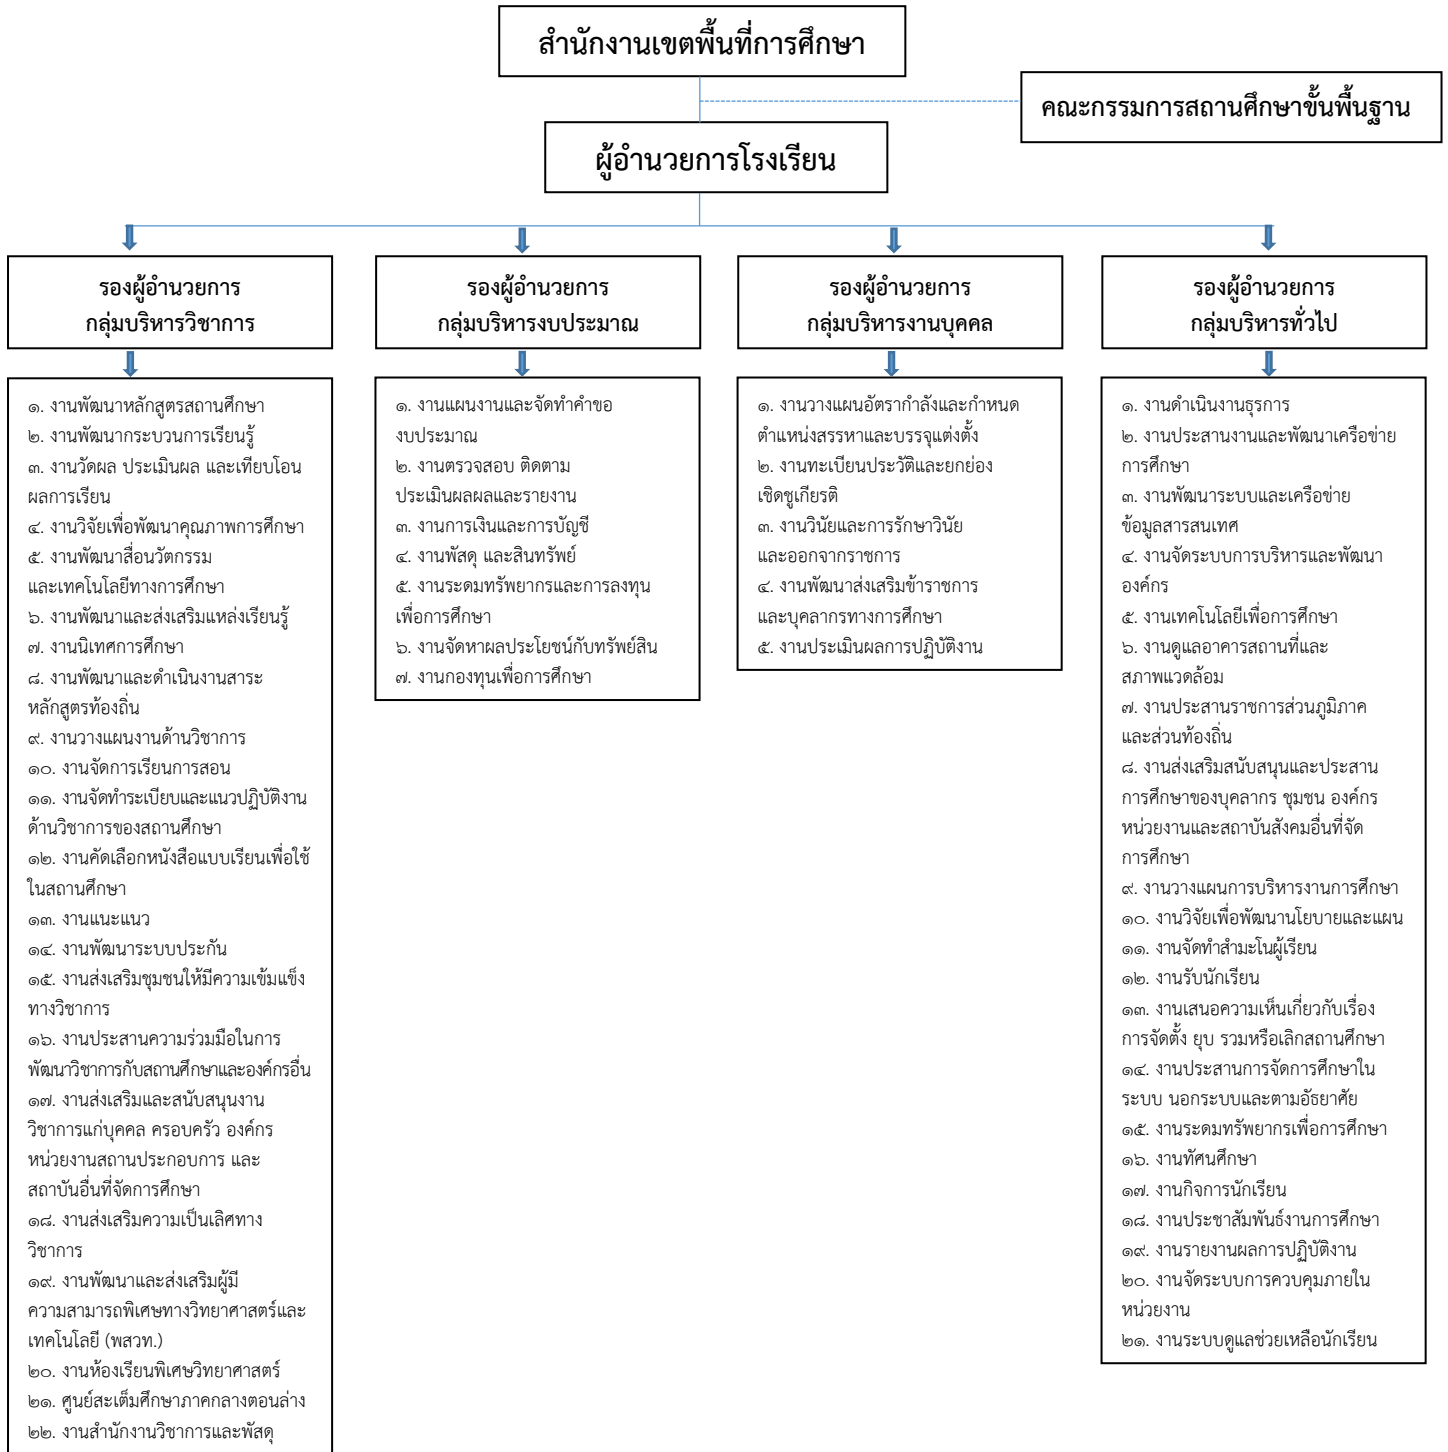 สำนักงานเขตพื้นที่การศึกษา
คณะกรรมการสถานศึกษาขั้นพื้นฐาน
ผู้อำนวยการโรงเรียน
รองผู้อำนวยการ
กลุ่มบริหารวิชาการ
รองผู้อำนวยการ
กลุ่มบริหารงบประมาณ
รองผู้อำนวยการ
กลุ่มบริหารงานบุคคล
รองผู้อำนวยการ
กลุ่มบริหารทั่วไป
๑. งานพัฒนาหลักสูตรสถานศึกษา
๒. งานพัฒนากระบวนการเรียนรู้
๓. งานวัดผล ประเมินผล และเทียบโอน
ผลการเรียน
๔. งานวิจัยเพื่อพัฒนาคุณภาพการศึกษา
๕. งานพัฒนาสื่อนวัตกรรม
และเทคโนโลยีทางการศึกษา
๖. งานพัฒนาและส่งเสริมแหล่งเรียนรู้
๗. งานนิเทศการศึกษา
๘. งานพัฒนาและดำเนินงานสาระ
หลักสูตรท้องถิ่น
๙. งานวางแผนงานด้านวิชาการ
๑๐. งานจัดการเรียนการสอน
๑๑. งานจัดทำระเบียบและแนวปฏิบัติงาน
ด้านวิชาการของสถานศึกษา
๑๒. งานคัดเลือกหนังสือแบบเรียนเพื่อใช้
ในสถานศึกษา
๑๓. งานแนะแนว
๑๔. งานพัฒนาระบบประกัน
๑๕. งานส่งเสริมชุมชนให้มีความเข้มแข็ง
ทางวิชาการ
๑๖. งานประสานความร่วมมือในการ
พัฒนาวิชาการกับสถานศึกษาและองค์กรอื่น
๑๗. งานส่งเสริมและสนับสนุนงาน
วิชาการแก่บุคคล ครอบครัว องค์กร
หน่วยงานสถานประกอบการ และ
สถาบันอื่นที่จัดการศึกษา
๑๘. งานส่งเสริมความเป็นเลิศทาง
วิชาการ
๑๙. งานพัฒนาและส่งเสริมผู้มี
ความสามารถพิเศษทางวิทยาศาสตร์และ
เทคโนโลยี (พสวท.)
๒๐. งานห้องเรียนพิเศษวิทยาศาสตร์
๒๑. ศูนย์สะเต็มศึกษาภาคกลางตอนล่าง
๒๒. งานสำนักงานวิชาการและพัสดุ
๑. งานแผนงานและจัดทำคำขอ
งบประมาณ
๒. งานตรวจสอบ ติดตาม
ประเมินผลผลและรายงาน
๓. งานการเงินและการบัญชี
๔. งานพัสดุ และสินทรัพย์
๕. งานระดมทรัพยากรและการลงทุน
เพื่อการศึกษา
๖. งานจัดหาผลประโยชน์กับทรัพย์สิน
๗. งานกองทุนเพื่อการศึกษา
๑. งานวางแผนอัตรากำลังและกำหนด
ตำแหน่งสรรหาและบรรจุแต่งตั้ง
๒. งานทะเบียนประวัติและยกย่อง
เชิดชูเกียรติ
๓. งานวินัยและการรักษาวินัย
และออกจากราชการ
๔. งานพัฒนาส่งเสริมข้าราชการ
และบุคลากรทางการศึกษา
๕. งานประเมินผลการปฏิบัติงาน
๑. งานดำเนินงานธุรการ
๒. งานประสานงานและพัฒนาเครือข่าย
การศึกษา
๓. งานพัฒนาระบบและเครือข่าย
ข้อมูลสารสนเทศ
๔. งานจัดระบบการบริหารและพัฒนา
องค์กร
๕. งานเทคโนโลยีเพื่อการศึกษา
๖. งานดูแลอาคารสถานที่และ
สภาพแวดล้อม
๗. งานประสานราชการส่วนภูมิภาค
และส่วนท้องถิ่น
๘. งานส่งเสริมสนับสนุนและประสาน
การศึกษาของบุคลากร ชุมชน องค์กร
หน่วยงานและสถาบันสังคมอื่นที่จัด
การศึกษา
๙. งานวางแผนการบริหารงานการศึกษา
๑๐. งานวิจัยเพื่อพัฒนานโยบายและแผน
๑๑. งานจัดทำสำมะโนผู้เรียน
๑๒. งานรับนักเรียน
๑๓. งานเสนอความเห็นเกี่ยวกับเรื่อง
การจัดตั้ง ยุบ รวมหรือเลิกสถานศึกษา
๑๔. งานประสานการจัดการศึกษาใน
ระบบ นอกระบบและตามอัธยาศัย
๑๕. งานระดมทรัพยากรเพื่อการศึกษา
๑๖. งานทัศนศึกษา
๑๗. งานกิจการนักเรียน
๑๘. งานประชาสัมพันธ์งานการศึกษา
๑๙. งานรายงานผลการปฏิบัติงาน
๒๐. งานจัดระบบการควบคุมภายใน
หน่วยงาน
๒๑. งานระบบดูแลช่วยเหลือนักเรียน